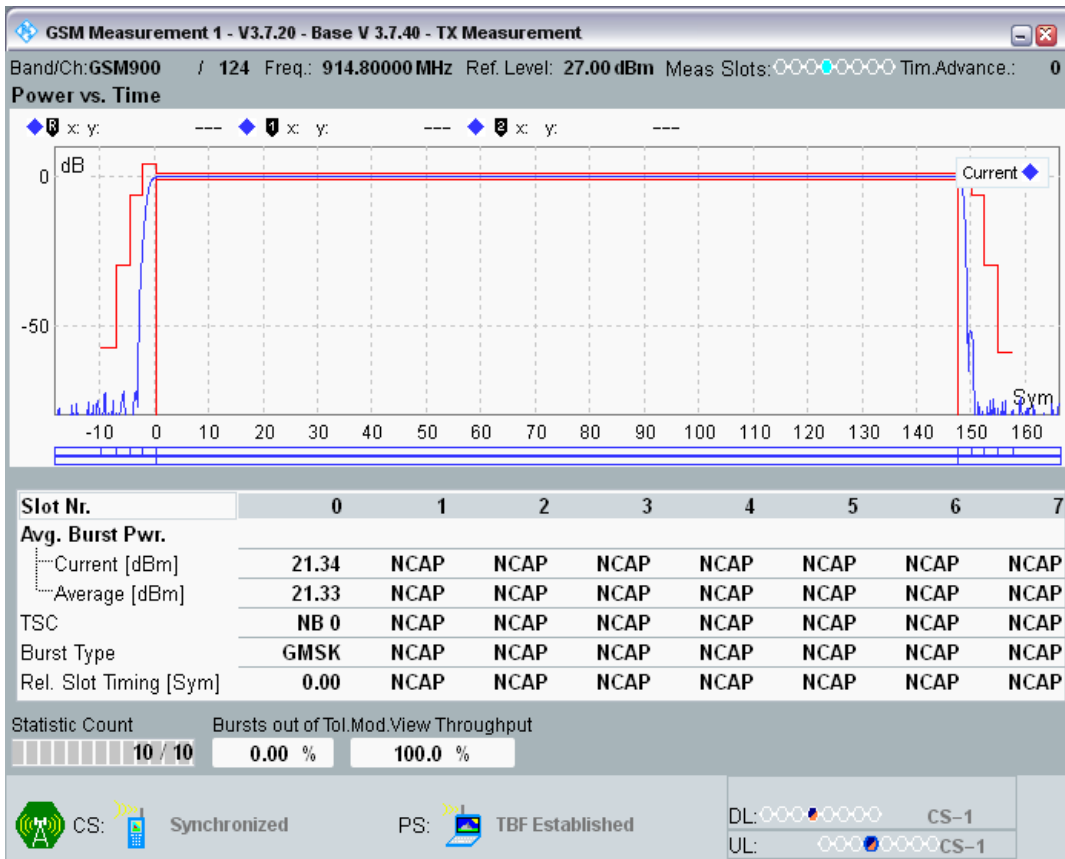 GSM Measurement 1 - V3.7.20 - Base V 3.7.40 - TX Measurement
Band/Ch:GSM900 / 124 Freq.: 914.80000 MHz Ref. Level: 27.00 dBm Meas Slots: Tim.Advance.: 0
Power vs. Time
R x: y: --- 1 x: y: --- 2 x: y: ---
dB
Current
0
-50
Sym
-10 0 10 20 30 40 50 60 70 80 90 100 110 120 130 140 150 160
Slot Nr. 0 1 2 3 4 5 6 7
Avg. Burst Pwr.
Current [dBm] 21.34 NCAP NCAP NCAP NCAP NCAP NCAP NCAP
Average [dBm] 21.33 NCAP NCAP NCAP NCAP NCAP NCAP NCAP
TSC NB 0 NCAP NCAP NCAP NCAP NCAP NCAP NCAP
Burst Type GMSK NCAP NCAP NCAP NCAP NCAP NCAP NCAP
Rel. Slot Timing [Sym] 0.00 NCAP NCAP NCAP NCAP NCAP NCAP NCAP
Statistic Count Bursts out of Tol.Mod.View Throughput
10 / 10 0.00 % 100.0 %
CS: Synchronized PS: TBF Established
DL: CS-1
UL: CS-1